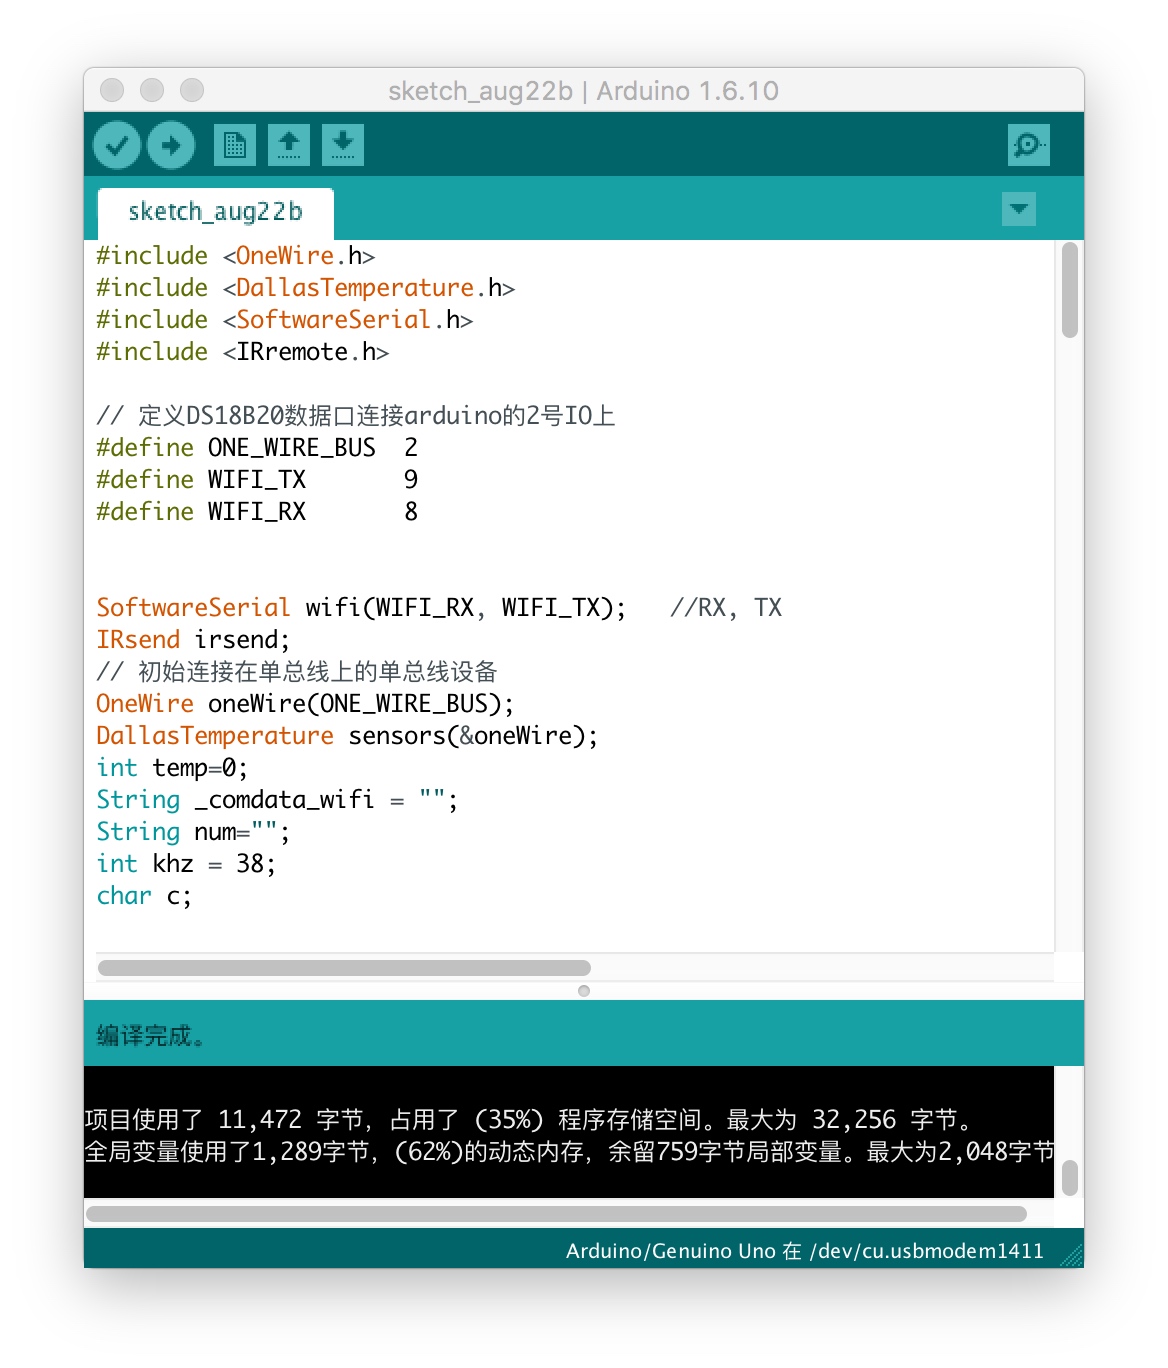 sketch_aug22b | Arduino 1.6.10
sketch_aug22b
#include <OneWire.h>
#include <DallasTemperature.h>
#include <SoftwareSerial.h>
#include <IRremote.h>
// 定义DS18B20数据口连接arduino的2号IO上
#define ONE_WIRE_BUS  2
#define WIFI_TX       9
#define WIFI_RX       8
SoftwareSerial wifi(WIFI_RX, WIFI_TX);   //RX, TX
IRsend irsend;
// 初始连接在单总线上的单总线设备
OneWire oneWire(ONE_WIRE_BUS);
DallasTemperature sensors(&oneWire);
int temp=0;
String _comdata_wifi = "";
String num="";
int khz = 38;
char c;
编译完成。
项目使用了 11,472 字节，占用了 (35%) 程序存储空间。最大为 32,256 字节。
全局变量使用了1,289字节，(62%)的动态内存，余留759字节局部变量。最大为2,048字节
Arduino/Genuino Uno 在 /dev/cu.usbmodem1411